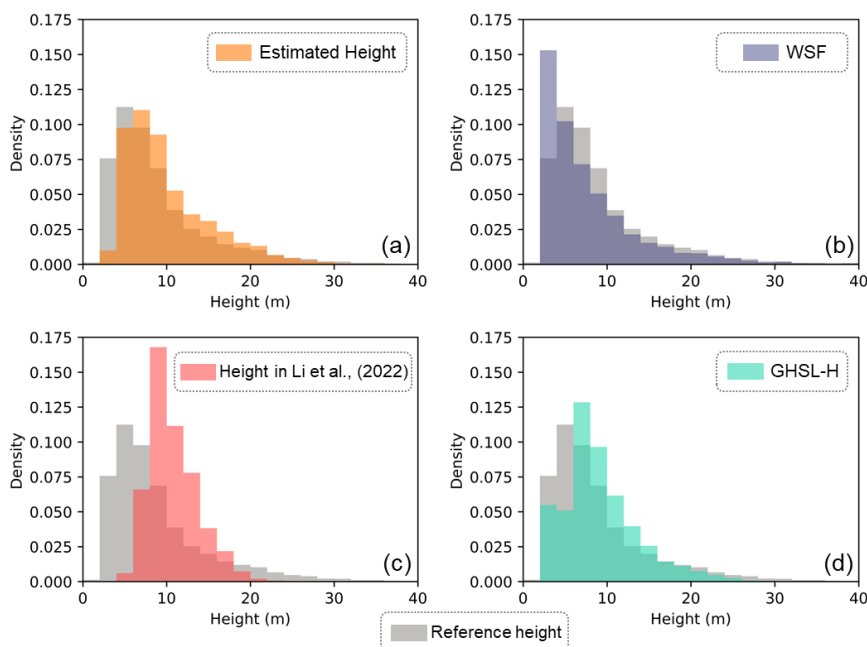 0.175
0.150
0.125
0.100
0.075
0.050
0.025
0.000
Density
0 10 20 30 40
Height (m)
Estimated Height
(a)
0.175
0.150
0.125
0.100
0.075
0.050
0.025
0.000
Density
0 10 20 30 40
Height (m)
WSF
(b)
0.175
0.150
0.125
0.100
0.075
0.050
0.025
0.000
Density
0 10 20 30 40
Height (m)
Height in Li et al., (2022)
(c)
0.175
0.150
0.125
0.100
0.075
0.050
0.025
0.000
Density
0 10 20 30 40
Height (m)
GHSL-H
(d)
Reference height